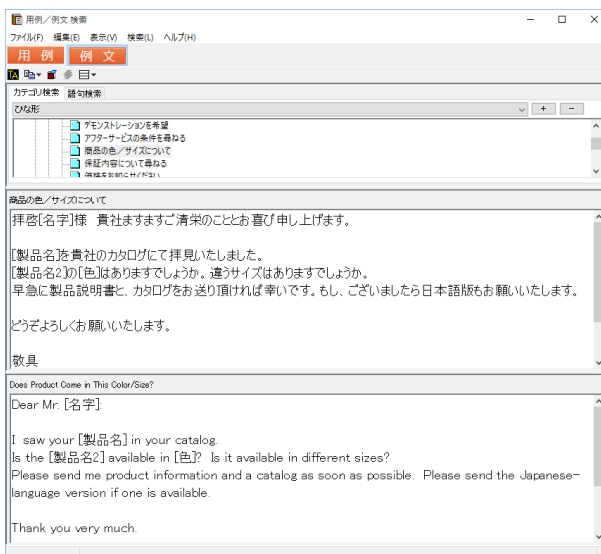 用例／例文 検索
ファイル(F) 編集(E) 表示(V) 検索(L) ヘルプ(H)
用 例 例 文
カテゴリ検索 語句検索
ひな形
デモンストレーションを希望
アフターサービスの条件を尋ねる
商品の色／サイズについて
保証内容について尋ねる
価格をお知らせください
商品の色／サイズについて
拝啓[名字]様 貴社ますますご清栄のこととお喜び申し上げます。
[製品名]を貴社のカタログにて拝見いたしました。
[製品名2]の[色]はありますでしょうか。違うサイズはありますでしょうか。
早急に製品説明書と、カタログをお送り頂ければ幸いです。もし、ございましたら日本語版もお願いいたします。
どうぞよろしくお願いいたします。
敬具
Does Product Come in This Color/Size?
Dear Mr. [名字]:
I saw your [製品名] in your catalog.
Is the [製品名2] available in [色]? Is it available in different sizes?
Please send me product information and a catalog as soon as possible. Please send the Japanese-
language version if one is available.
Thank you very much.